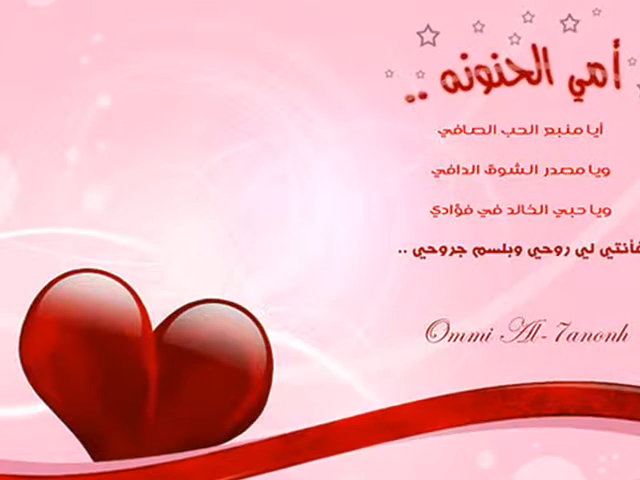 أمي الحنونه ..
أيا منبع الحب الصافي
ويا مصدر الشوق الدافي
ويا حبي الخالد في فؤادي
فأنتي لي روحي وبلسم جروحي ..
Ommi Al-7anonh